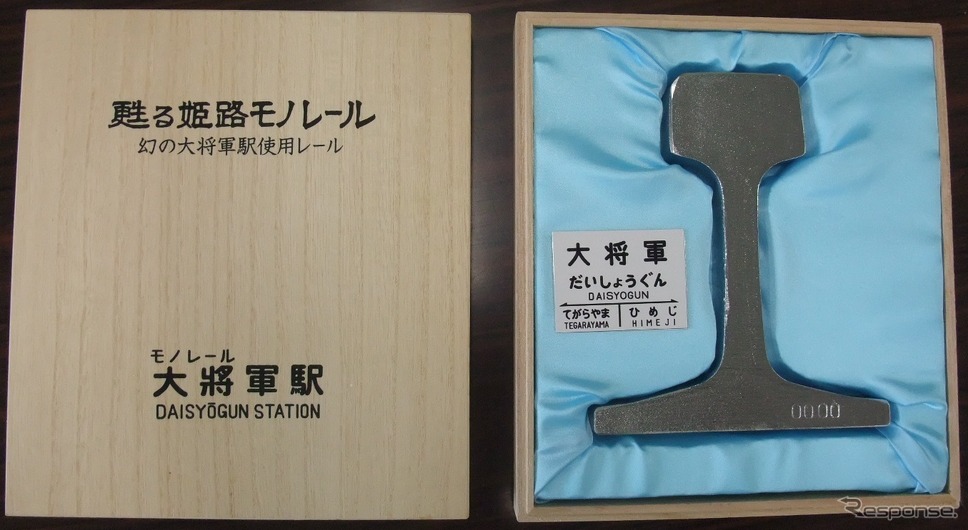 甦る姫路モノレール
幻の大将軍駅使用レール
モノレール
大將軍駅
DAISYŌGUN STATION
大将軍
だいしょうぐん
DAISYOGUN
てがらやま ひめじ
TEGARAYAMA HIMEJI
0000
Response.